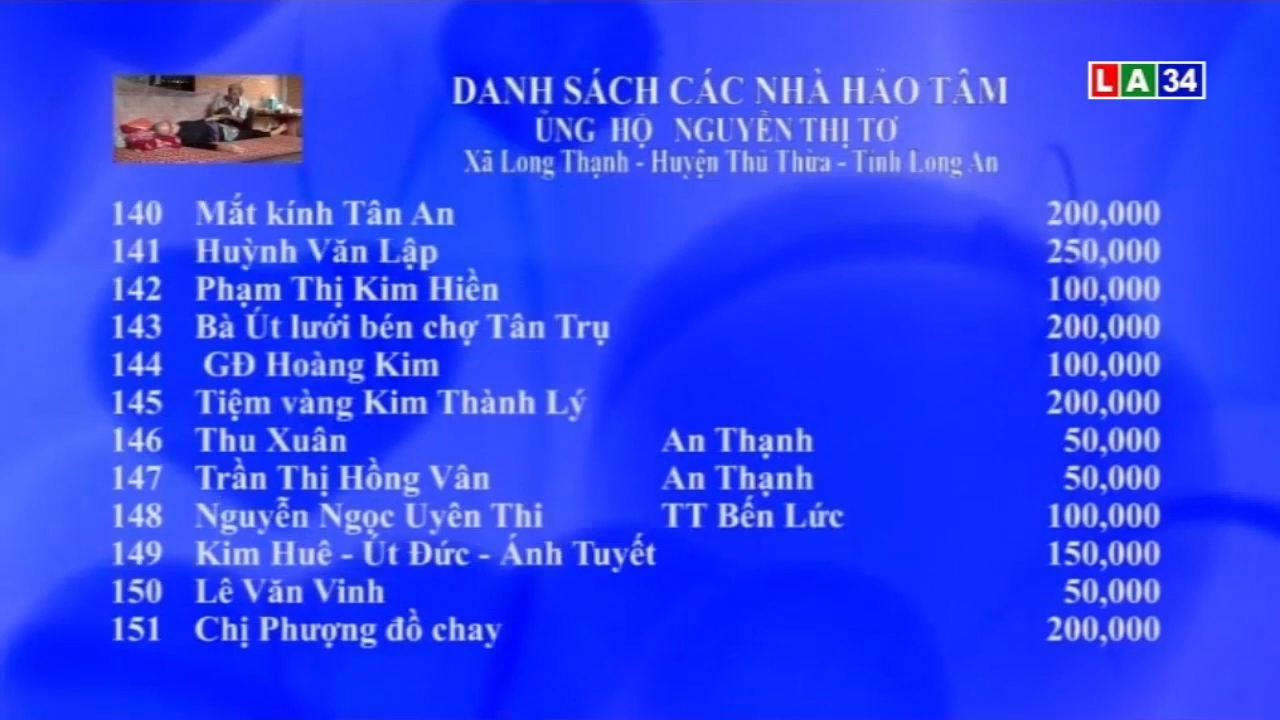 DANH SÁCH CÁC NHÀ HẢO TÂM
LA34
ỦNG HỘ NGUYỄN THỊ TƠ
Xã Long Thạnh - Huyện Thủ Thừa - Tỉnh Long An
140 Mắt kính Tân An 200,000
141 Huỳnh Văn Lập 250,000
142 Phạm Thị Kim Hiền 100,000
143 Bà Út lưới bén chợ Tân Trụ 200,000
144 GĐ Hoàng Kim 100,000
145 Tiệm vàng Kim Thành Lý 200,000
146 Thu Xuân An Thạnh 50,000
147 Trần Thị Hồng Vân An Thạnh 50,000
148 Nguyễn Ngọc Uyên Thi TT Bến Lức 100,000
149 Kim Huê - Út Đức - Ánh Tuyết 150,000
150 Lê Văn Vinh 50,000
151 Chị Phượng đồ chay 200,000